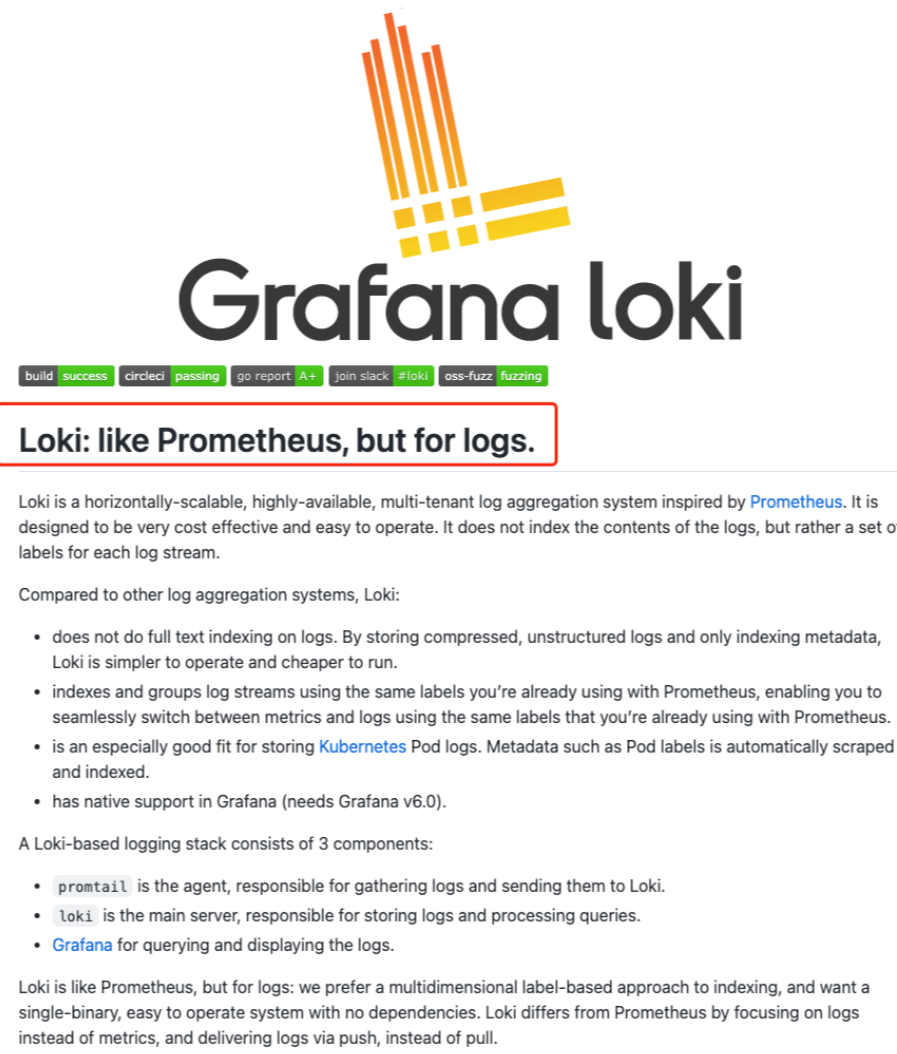 Grafana loki
build success circleci passing go report A+ join slack #loki oss-fuzz fuzzing
Loki: like Prometheus, but for logs.
Loki is a horizontally-scalable, highly-available, multi-tenant log aggregation system inspired by Prometheus. It is
designed to be very cost effective and easy to operate. It does not index the contents of the logs, but rather a set
labels for each log stream.
Compared to other log aggregation systems, Loki:
• does not do full text indexing on logs. By storing compressed, unstructured logs and only indexing metadata,
Loki is simpler to operate and cheaper to run.
• indexes and groups log streams using the same labels you’re already using with Prometheus, enabling you to
seamlessly switch between metrics and logs using the same labels that you’re already using with Prometheus.
• is an especially good fit for storing Kubernetes Pod logs. Metadata such as Pod labels is automatically scraped
and indexed.
• has native support in Grafana (needs Grafana v6.0).
A Loki-based logging stack consists of 3 components:
• promtail is the agent, responsible for gathering logs and sending them to Loki.
• loki is the main server, responsible for storing logs and processing queries.
• Grafana for querying and displaying the logs.
Loki is like Prometheus, but for logs: we prefer a multidimensional label-based approach to indexing, and want a
single-binary, easy to operate system with no dependencies. Loki differs from Prometheus by focusing on logs
instead of metrics, and delivering logs via push, instead of pull.